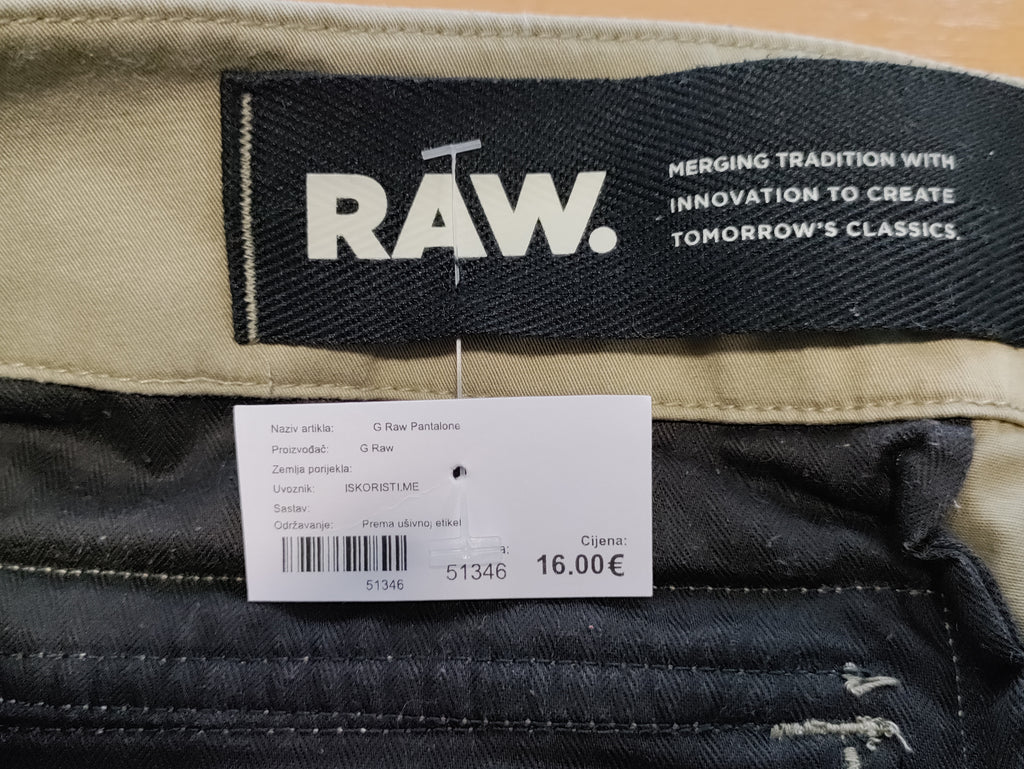 RAW.
MERGING TRADITION WITH
INNOVATION TO CREATE
TOMORROW'S CLASSICS.
Naziv artikla: G Raw Pantalone
Proizvođač: G Raw
Zemlja porijekla:
Uvoznik: ISKORISTI.ME
Sastav:
Održavanje: Prema ušivnoj etiket
51346
51346
Cijena:
16.00€